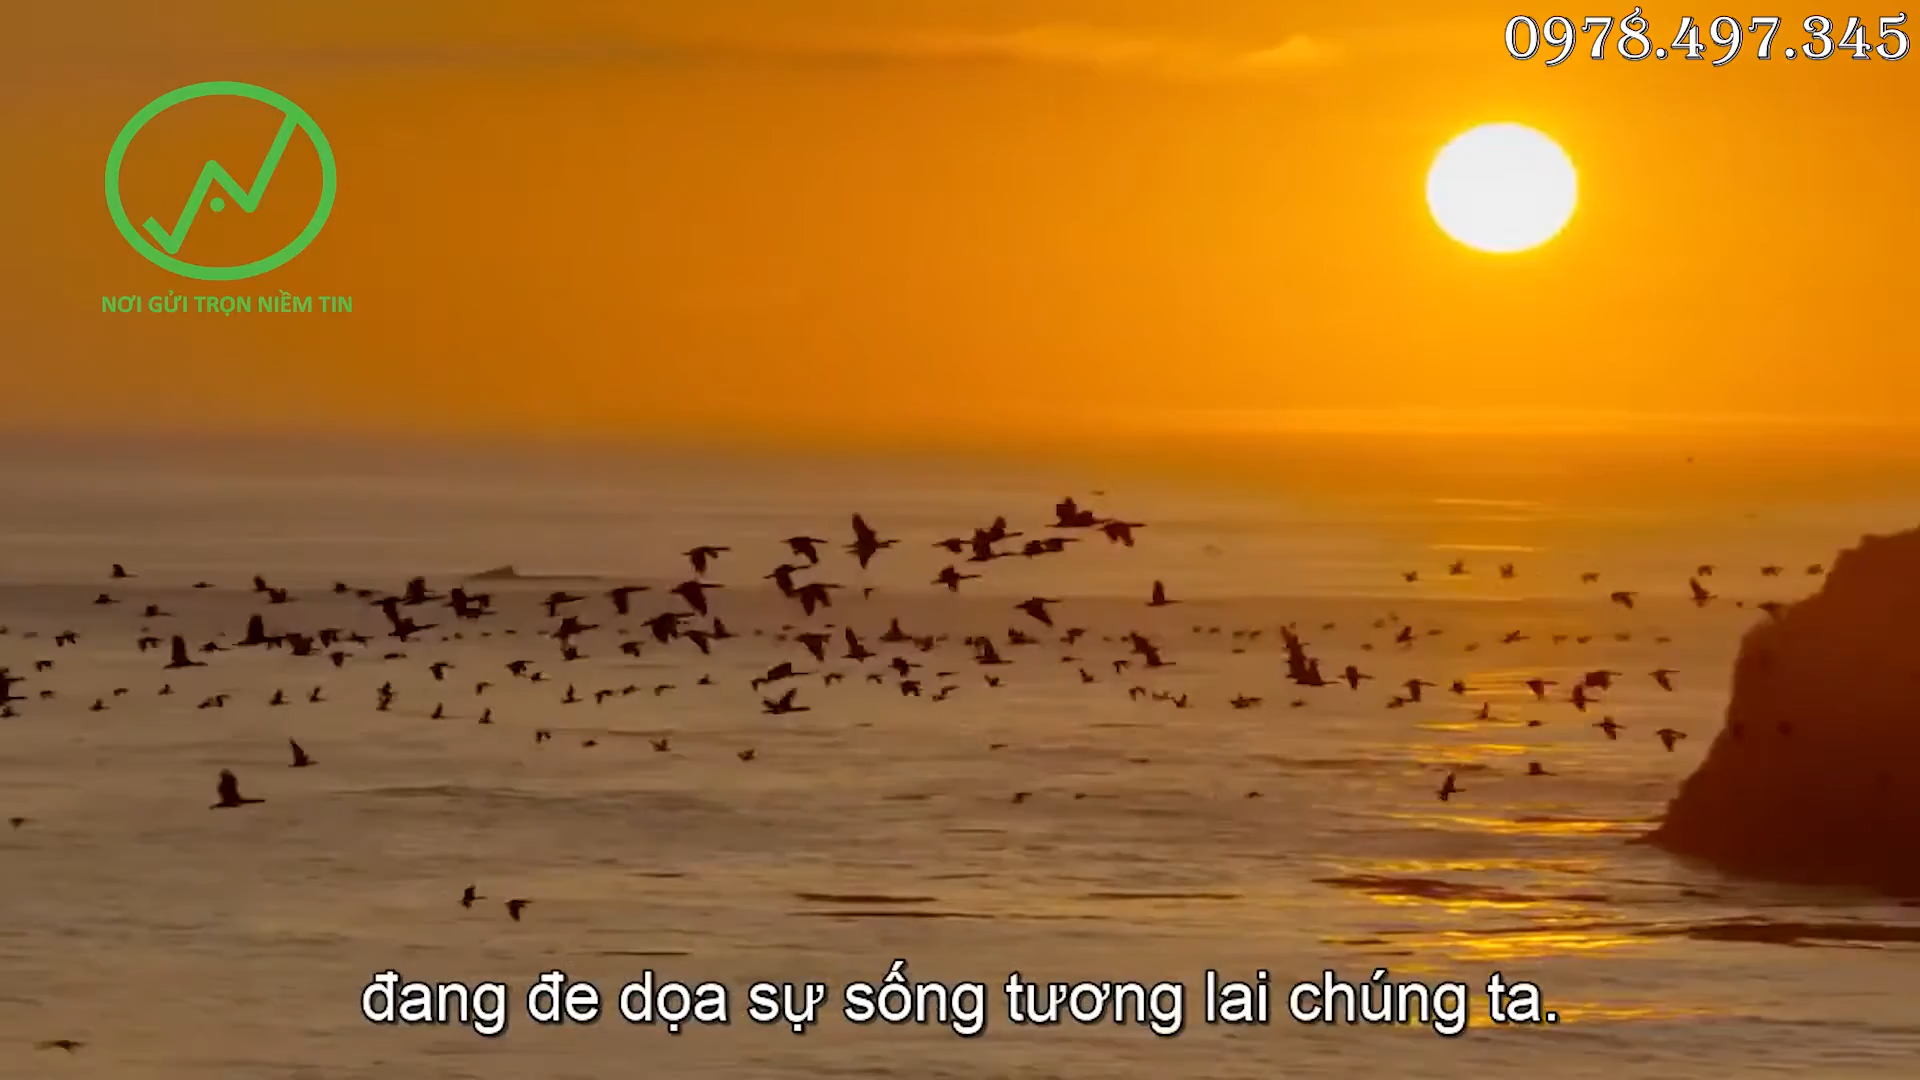 0978.497.345
NƠI GỬI TRỌN NIỀM TIN
đang đe dọa sự sống tương lai chúng ta.